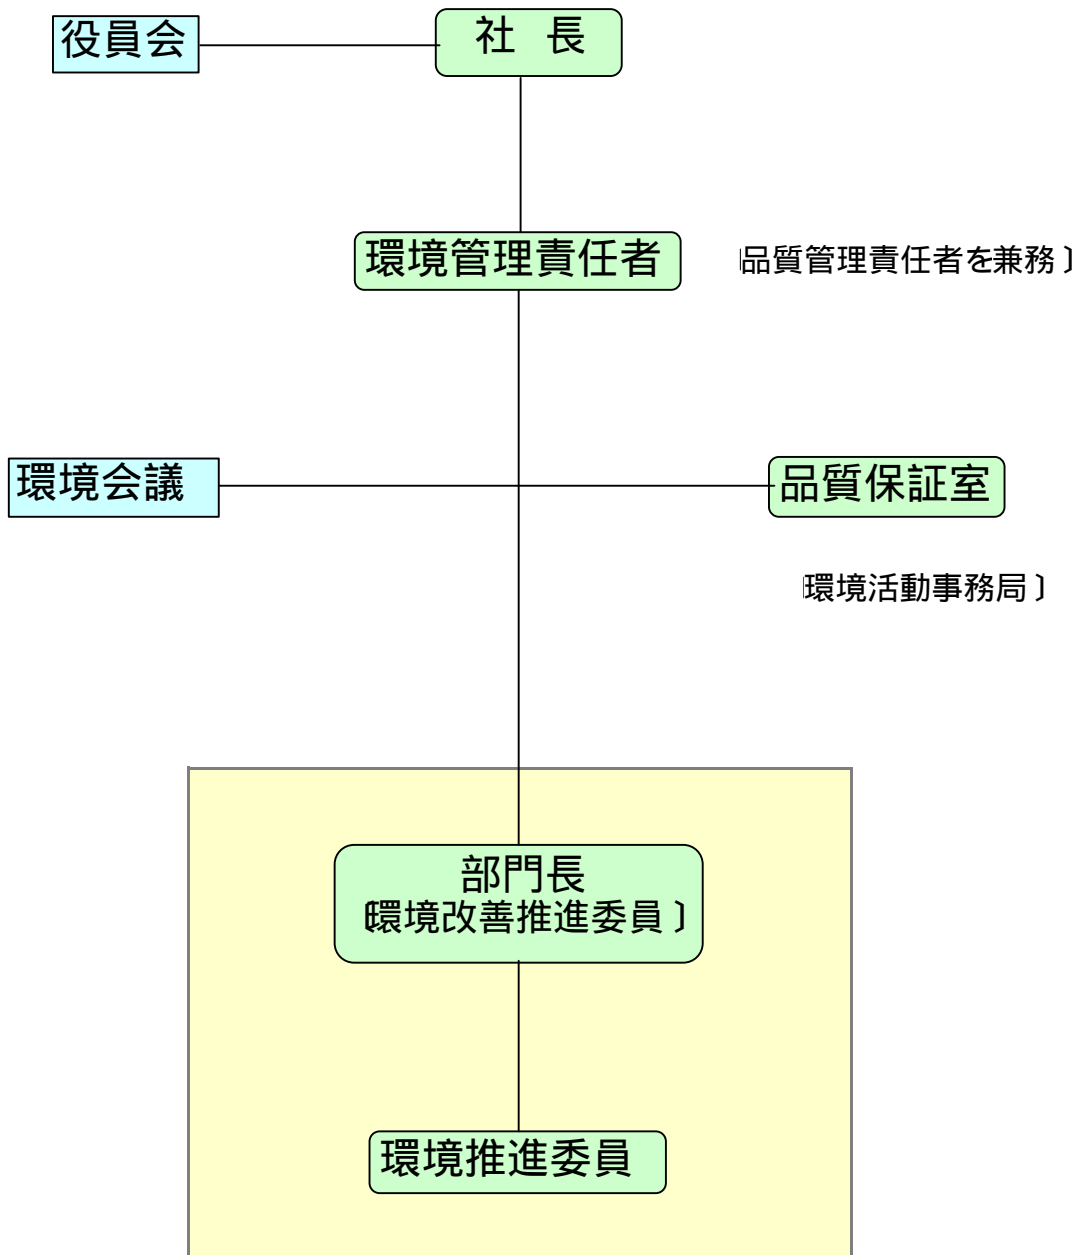 役員会
社 長
環境管理責任者
品質管理責任者を兼務〕
環境会議
品質保証室
環境活動事務局〕
部門長
〔環境改善推進委員〕
環境推進委員